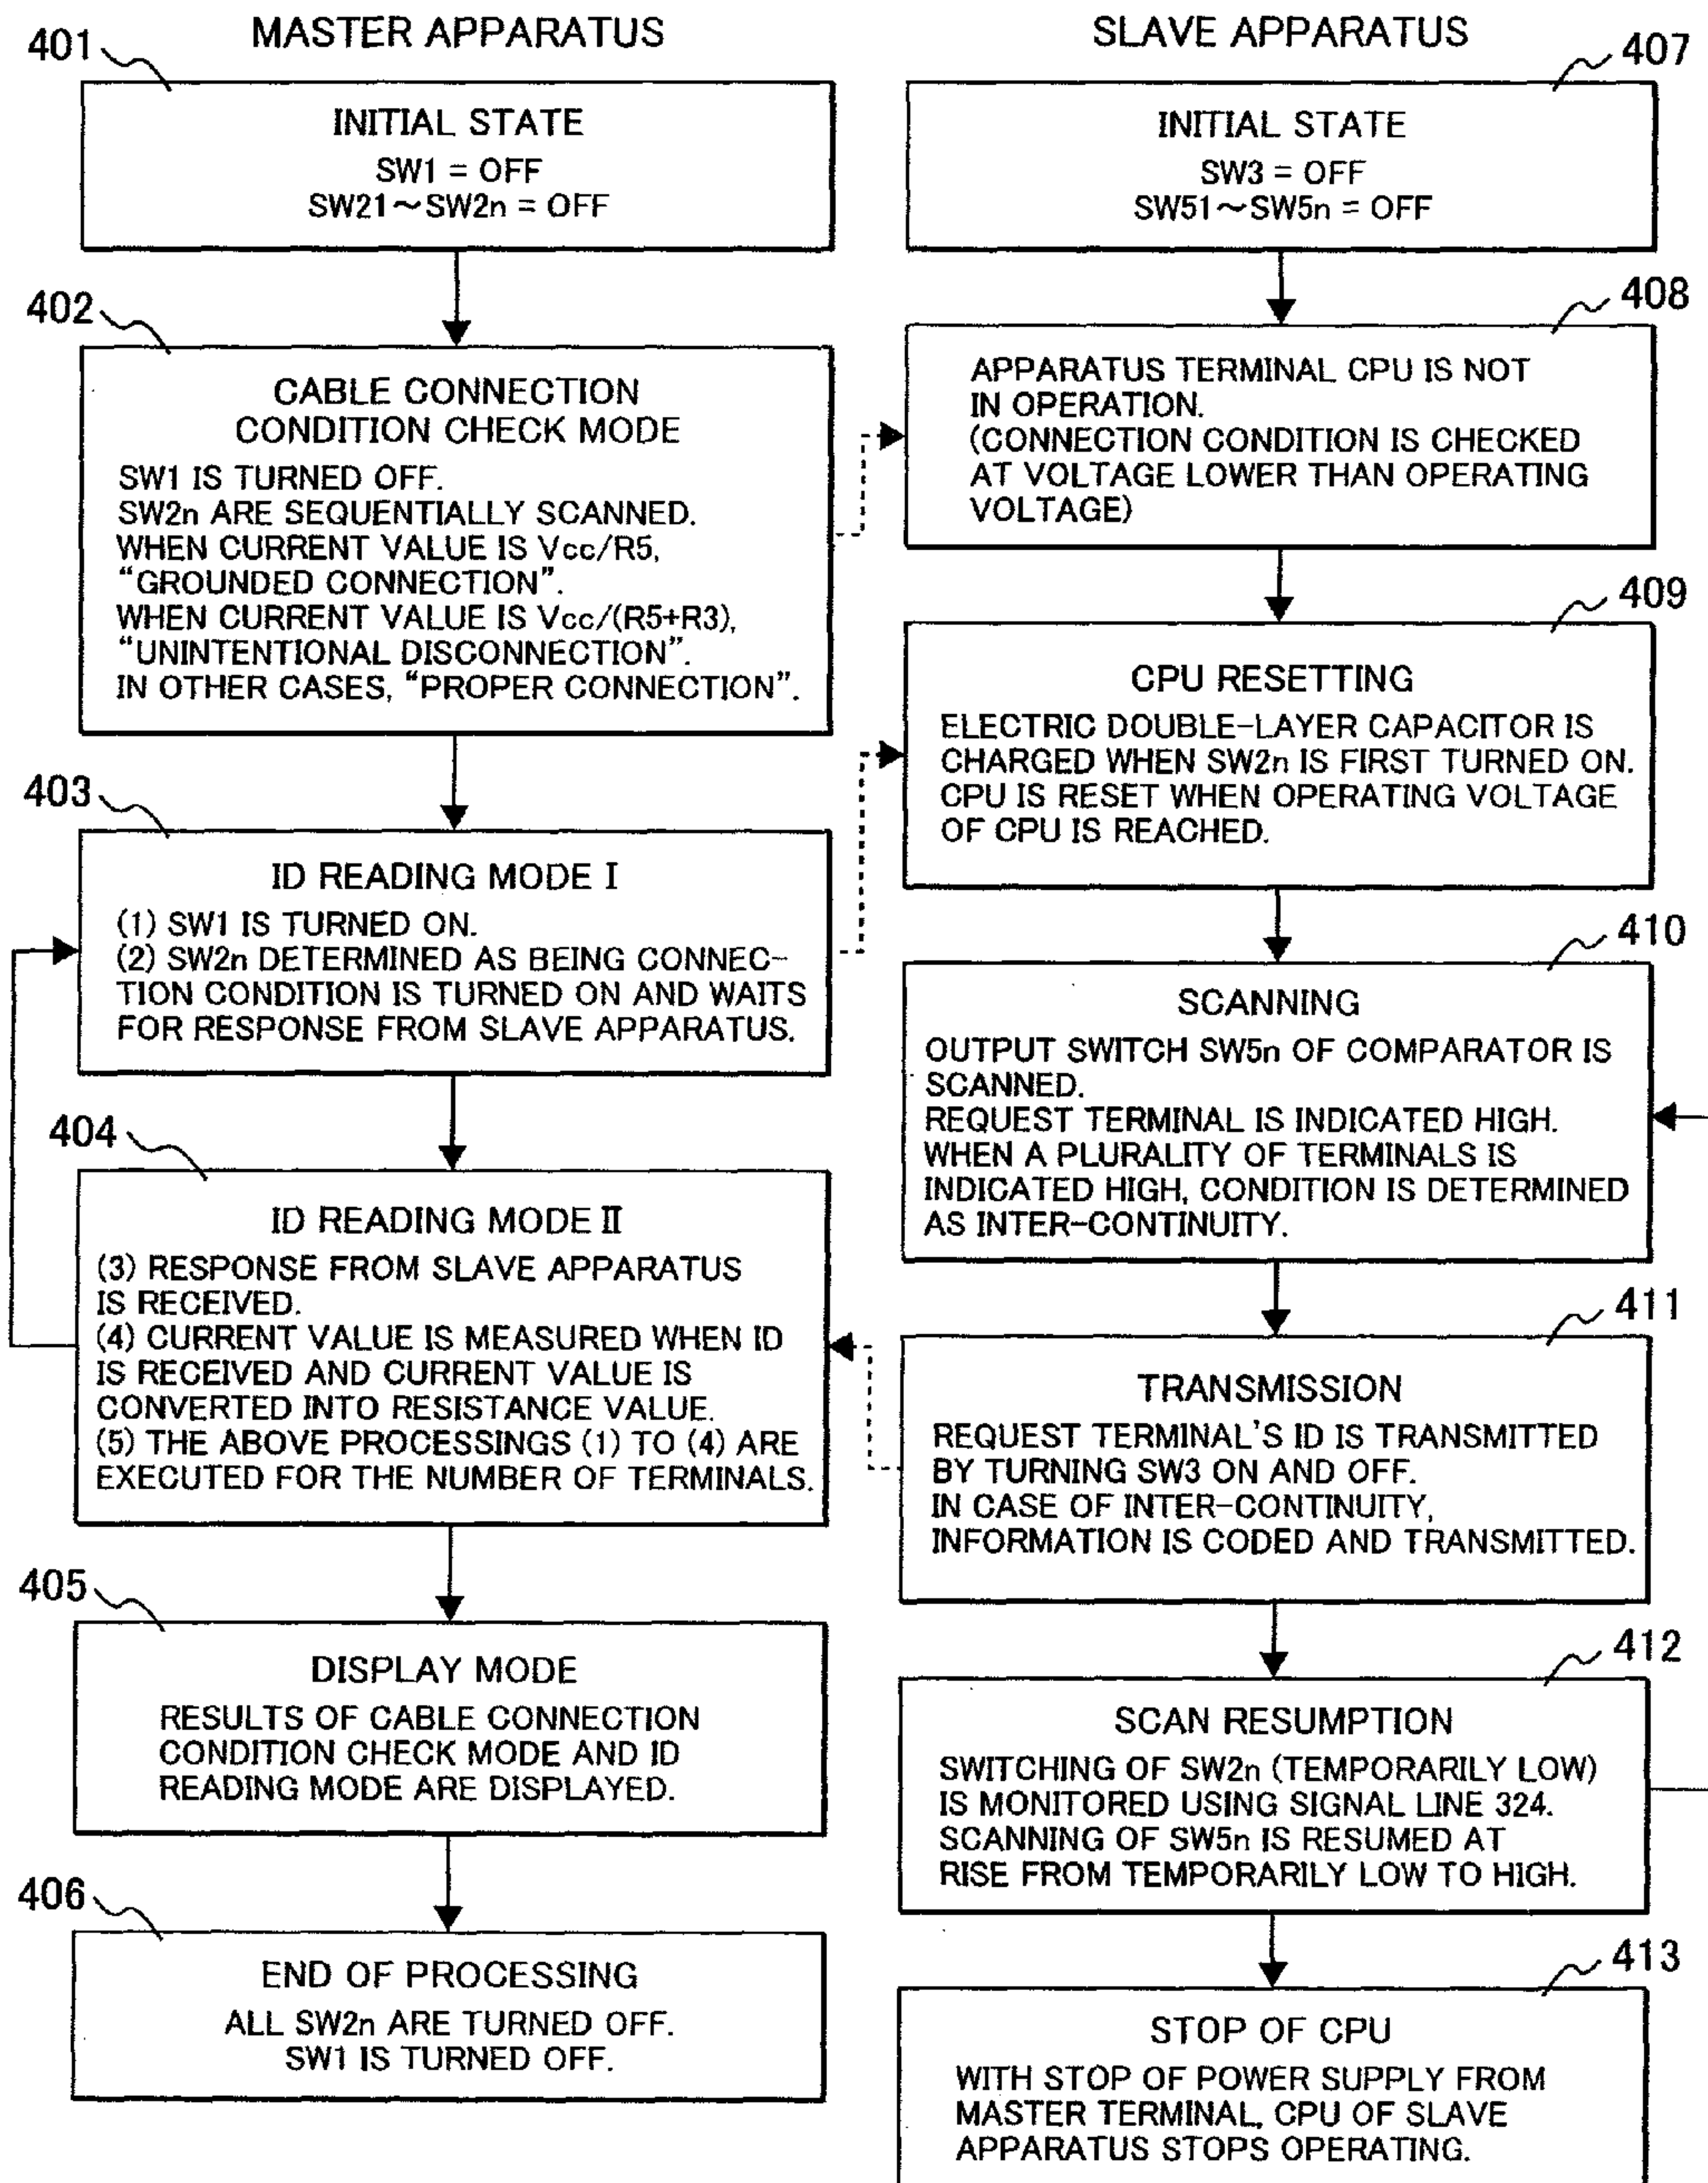 MASTER APPARATUS
401
INITIAL STATE
SW1 = OFF
SW21～SW2n = OFF
402
CABLE CONNECTION
CONDITION CHECK MODE
SW1 IS TURNED OFF.
SW2n ARE SEQUENTIALLY SCANNED.
WHEN CURRENT VALUE IS Vcc/R5,
“GROUNDED CONNECTION”.
WHEN CURRENT VALUE IS Vcc/(R5+R3),
“UNINTENTIONAL DISCONNECTION”.
IN OTHER CASES, “PROPER CONNECTION”.
403
ID READING MODE I
(1) SW1 IS TURNED ON.
(2) SW2n DETERMINED AS BEING CONNEC-
TION CONDITION IS TURNED ON AND WAITS
FOR RESPONSE FROM SLAVE APPARATUS.
404
ID READING MODE II
(3) RESPONSE FROM SLAVE APPARATUS
IS RECEIVED.
(4) CURRENT VALUE IS MEASURED WHEN ID
IS RECEIVED AND CURRENT VALUE IS
CONVERTED INTO RESISTANCE VALUE.
(5) THE ABOVE PROCESSINGS (1) TO (4) ARE
EXECUTED FOR THE NUMBER OF TERMINALS.
405
DISPLAY MODE
RESULTS OF CABLE CONNECTION
CONDITION CHECK MODE AND ID
READING MODE ARE DISPLAYED.
406
END OF PROCESSING
ALL SW2n ARE TURNED OFF.
SW1 IS TURNED OFF.
SLAVE APPARATUS
407
INITIAL STATE
SW3 = OFF
SW51～SW5n = OFF
408
APPARATUS TERMINAL CPU IS NOT
IN OPERATION.
(CONNECTION CONDITION IS CHECKED
AT VOLTAGE LOWER THAN OPERATING
VOLTAGE)
409
CPU RESETTING
ELECTRIC DOUBLE-LAYER CAPACITOR IS
CHARGED WHEN SW2n IS FIRST TURNED ON.
CPU IS RESET WHEN OPERATING VOLTAGE
OF CPU IS REACHED.
410
SCANNING
OUTPUT SWITCH SW5n OF COMPARATOR IS
SCANNED.
REQUEST TERMINAL IS INDICATED HIGH.
WHEN A PLURALITY OF TERMINALS IS
INDICATED HIGH, CONDITION IS DETERMINED
AS INTER-CONTINUITY.
411
TRANSMISSION
REQUEST TERMINAL'S ID IS TRANSMITTED
BY TURNING SW3 ON AND OFF.
IN CASE OF INTER-CONTINUITY,
INFORMATION IS CODED AND TRANSMITTED.
412
SCAN RESUMPTION
SWITCHING OF SW2n (TEMPORARILY LOW)
IS MONITORED USING SIGNAL LINE 324.
SCANNING OF SW5n IS RESUMED AT
RISE FROM TEMPORARILY LOW TO HIGH.
413
STOP OF CPU
WITH STOP OF POWER SUPPLY FROM
MASTER TERMINAL, CPU OF SLAVE
APPARATUS STOPS OPERATING.